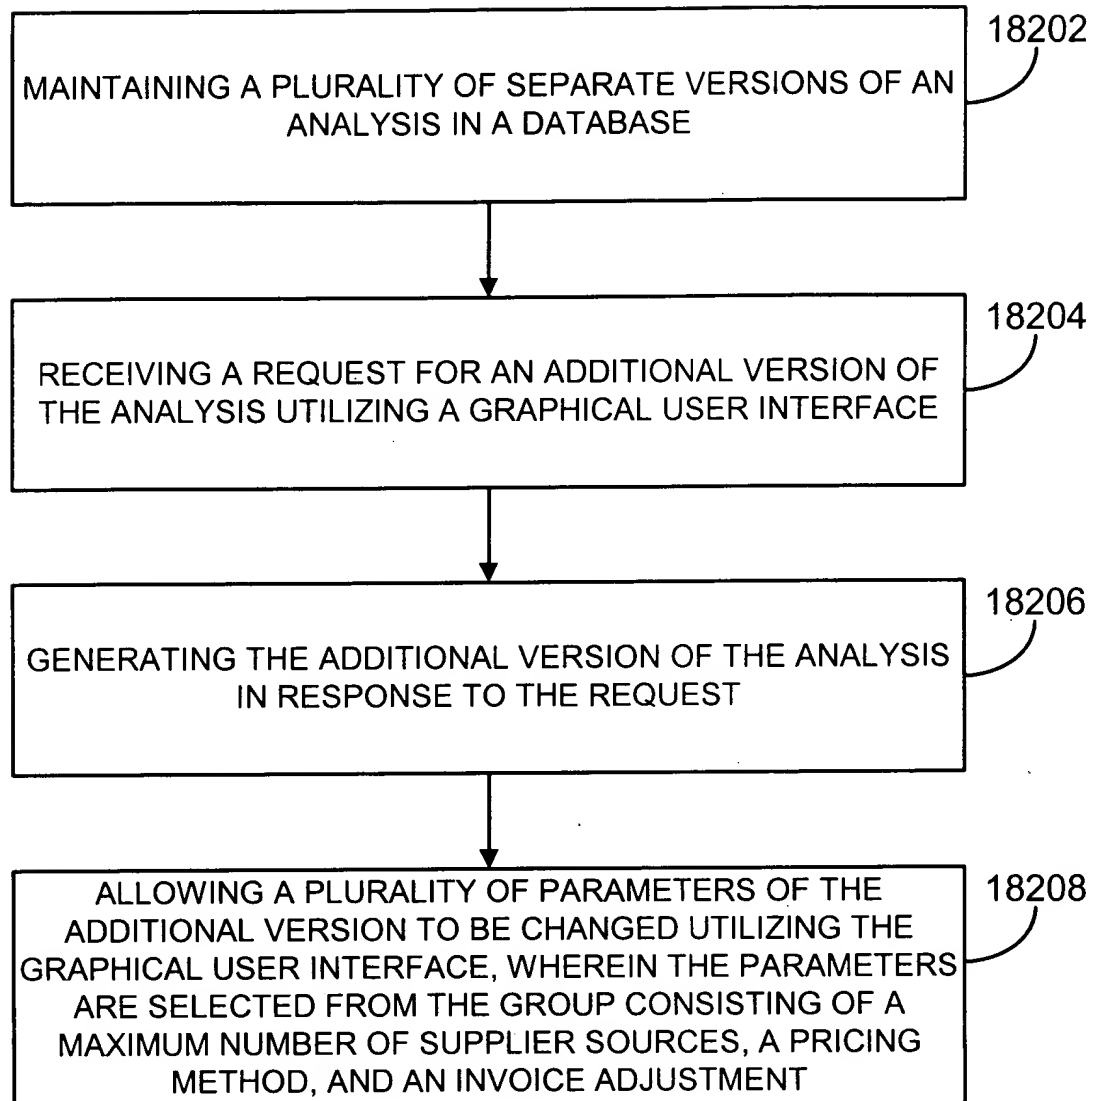 18202
MAINTAINING A PLURALITY OF SEPARATE VERSIONS OF AN
ANALYSIS IN A DATABASE
18204
RECEIVING A REQUEST FOR AN ADDITIONAL VERSION OF
THE ANALYSIS UTILIZING A GRAPHICAL USER INTERFACE
18206
GENERATING THE ADDITIONAL VERSION OF THE ANALYSIS
IN RESPONSE TO THE REQUEST
18208
ALLOWING A PLURALITY OF PARAMETERS OF THE
ADDITIONAL VERSION TO BE CHANGED UTILIZING THE
GRAPHICAL USER INTERFACE, WHEREIN THE PARAMETERS
ARE SELECTED FROM THE GROUP CONSISTING OF A
MAXIMUM NUMBER OF SUPPLIER SOURCES, A PRICING
METHOD, AND AN INVOICE ADJUSTMENT